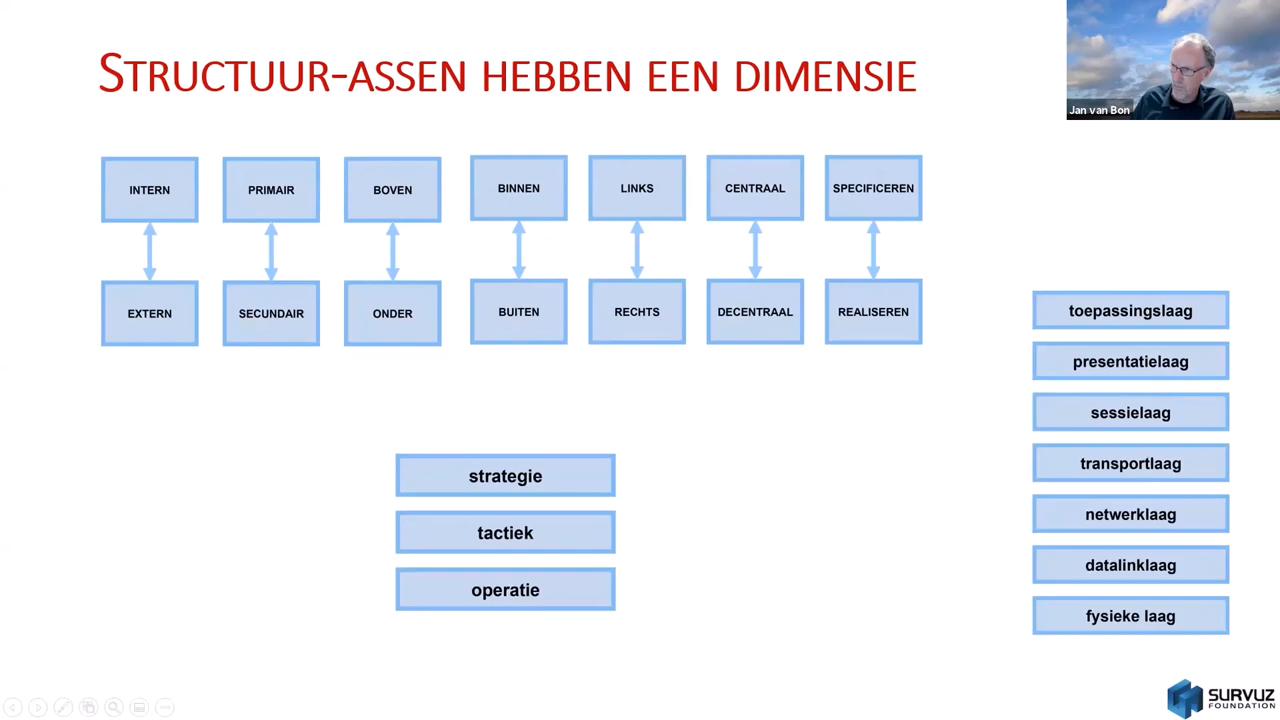 STRUCTUUR-ASSEN HEBBEN EEN DIMENSIE
Jan van Bon
INTERN
PRIMAIR
BOVEN
BINNEN
LINKS
CENTRAAL
SPECIFICEREN
EXTERN
SECUNDAIR
ONDER
BUITEN
RECHTS
DECENTRAAL
REALISEREN
strategie
tactiek
operatie
toepassingslaag
presentatielaag
sessielaag
transportlaag
netwerklaag
datalinklaag
fysieke laag
SURVUZ
FOUNDATION